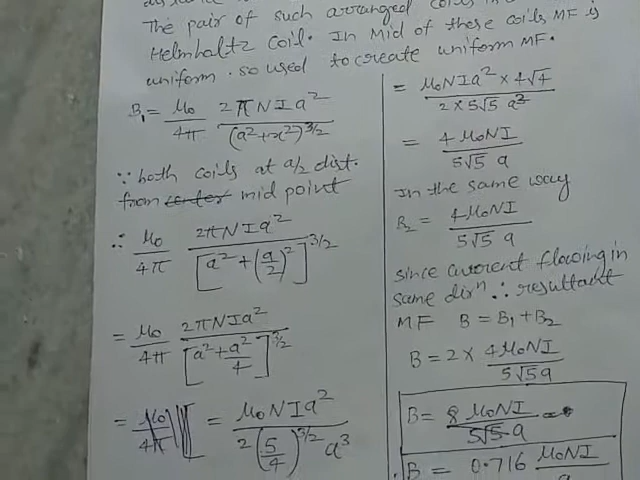 The pair of such arranged coils in a
Helmholtz coil. In Mid of these coils MF is
uniform. so used to create uniform MF.
B₁ = μ₀/4π 2πNIa²/(a²+x²)^3/2
∵ both coils at a/2 dist.
from mid point
∴ μ₀/4π 2πNIa²/[a²+(a/2)²]^3/2
= μ₀/4π 2πNIa²/[a²+a²/4]^3/2
= μ₀/4π = μ₀NIa²/2(5/4)^3/2 a³
= μ₀NIa² × 4√4/2×5√5 a³
= 4μ₀NI/5√5 a
In the same way
B₂ = 4μ₀NI/5√5 a
since current flowing in
same dirⁿ ∴ resultant
MF B = B₁+B₂
B = 2× 4μ₀NI/5√5a
B = 8μ₀NI/5√5 a
B = 0.716 μ₀NI/a